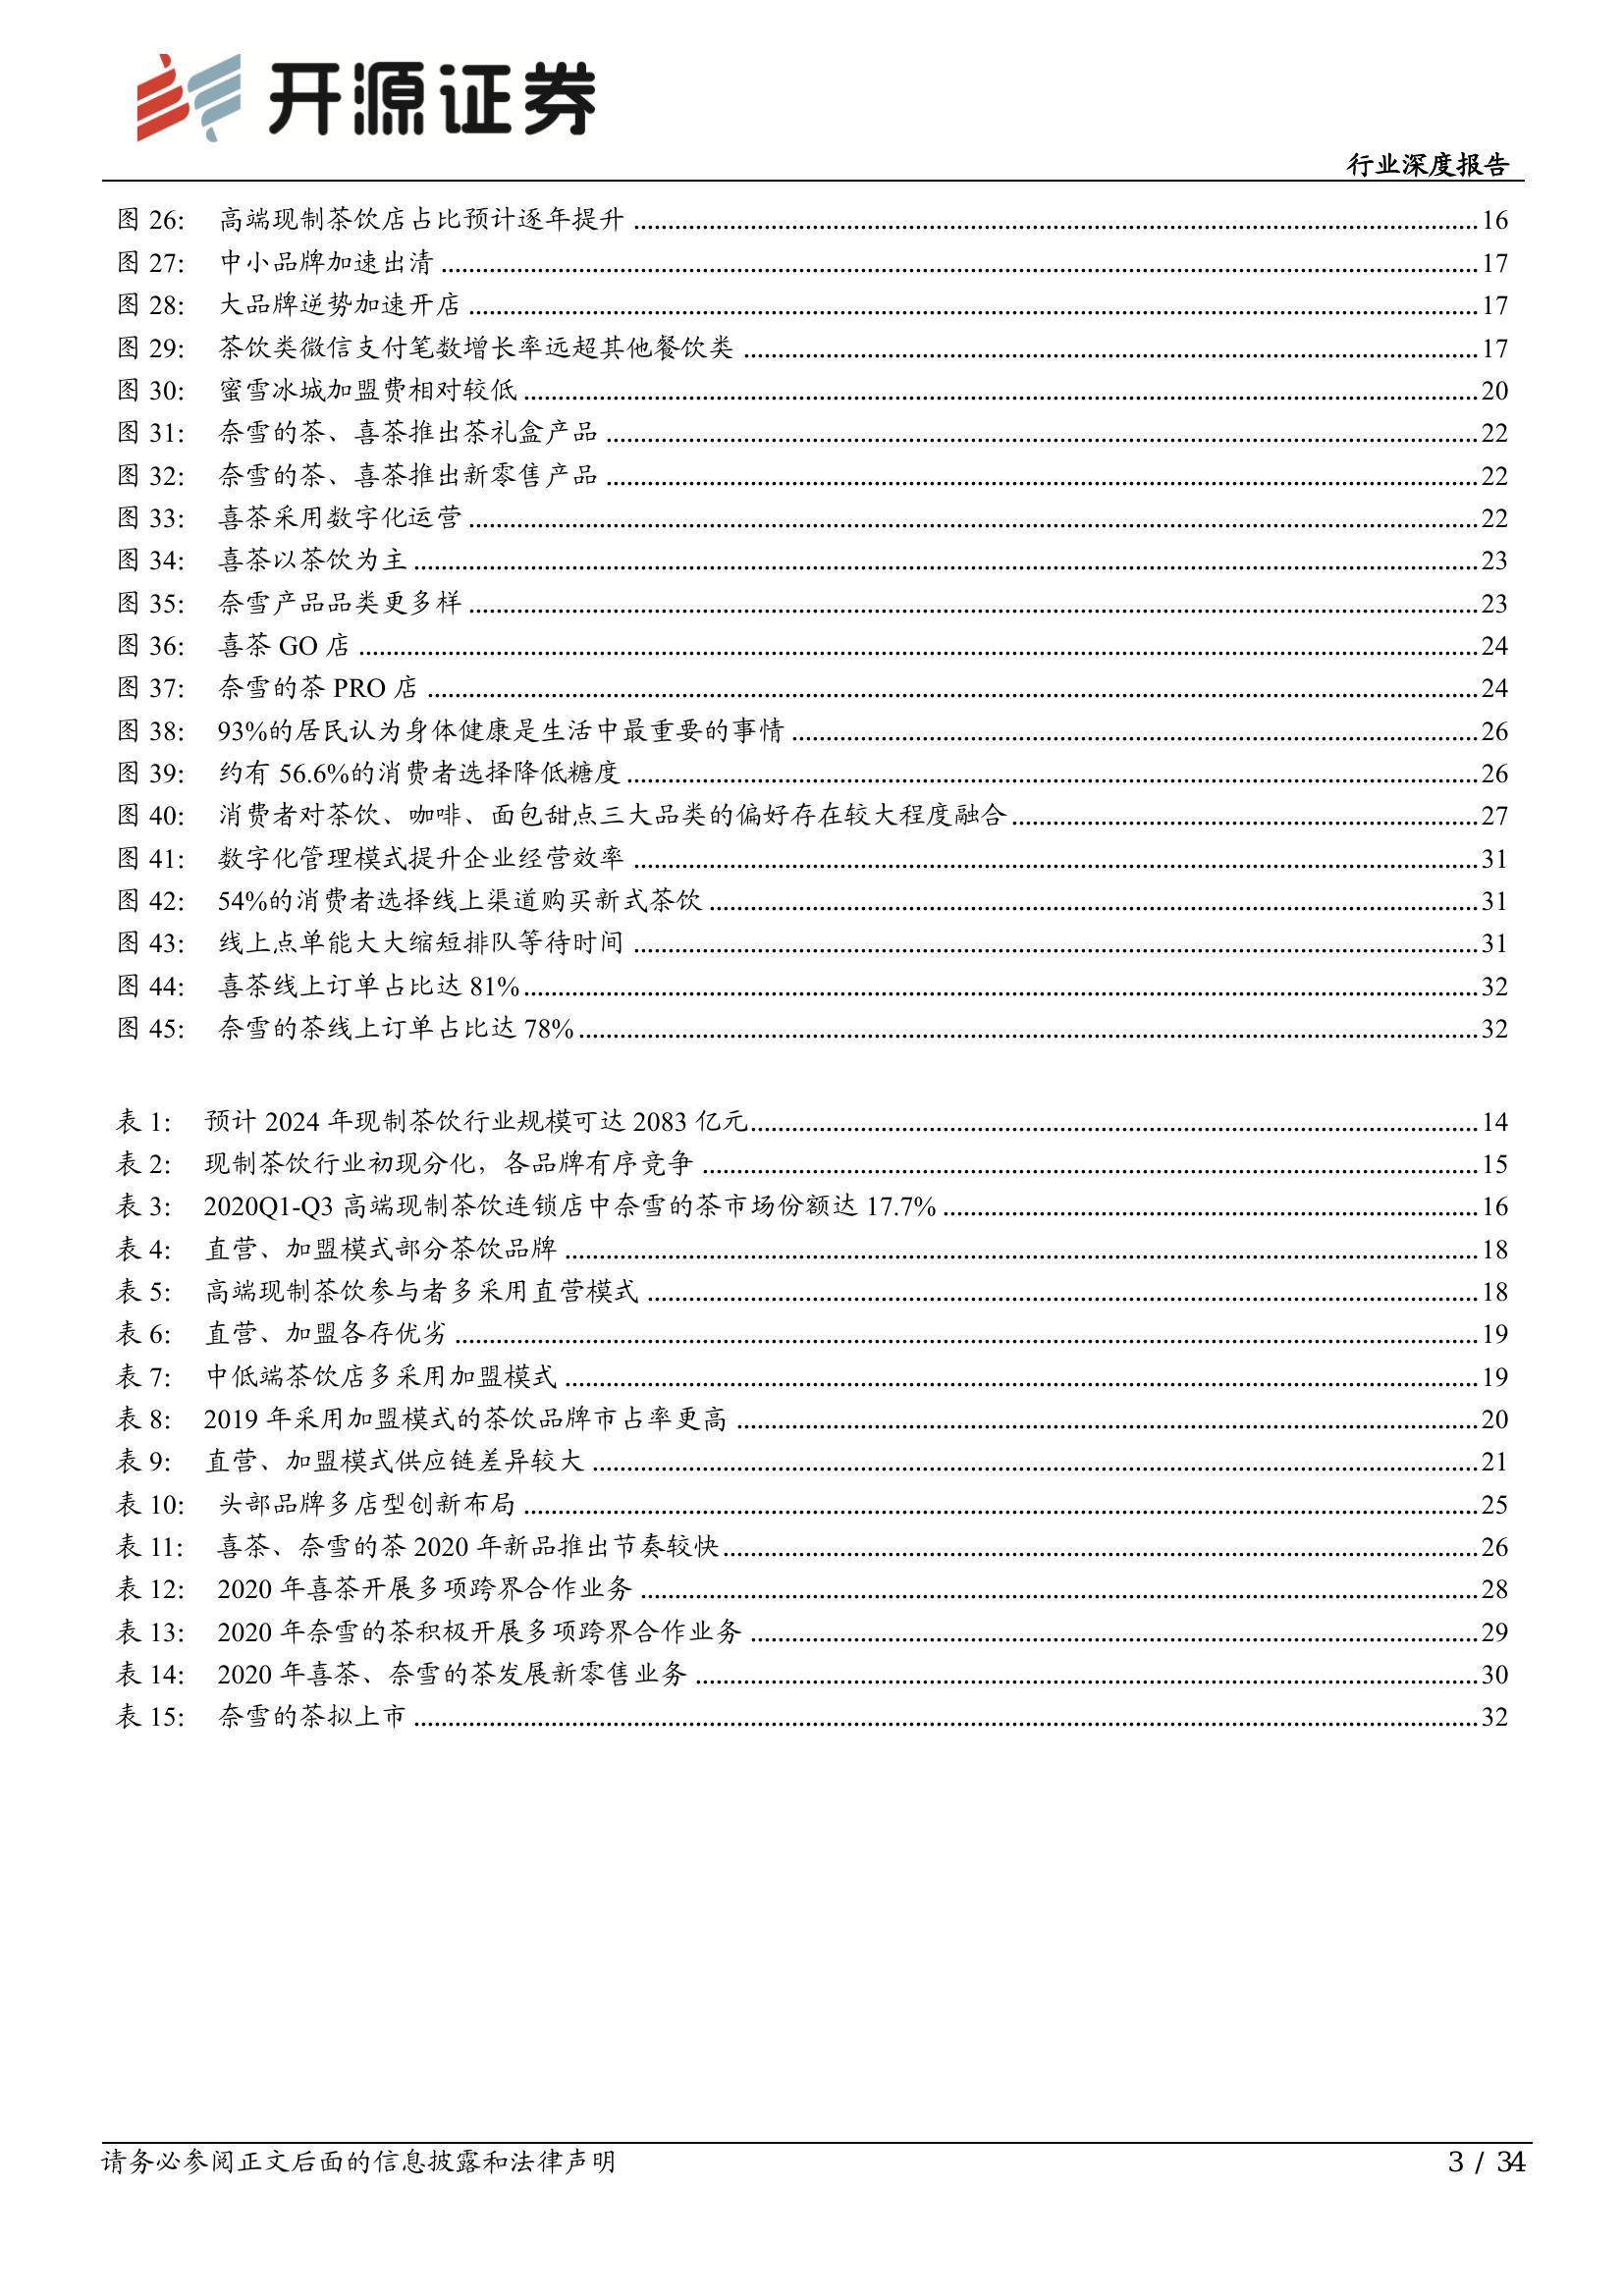 开源证券
行业深度报告
图 26: 高端现制茶饮店占比预计逐年提升 ........ 16
图 27: 中小品牌加速出清 ........ 17
图 28: 大品牌逆势加速开店 ........ 17
图 29: 茶饮类微信支付笔数增长率远超其他餐饮类 ........ 17
图 30: 蜜雪冰城加盟费相对较低 ........ 20
图 31: 奈雪的茶、喜茶推出茶礼盒产品 ........ 22
图 32: 奈雪的茶、喜茶推出新零售产品 ........ 22
图 33: 喜茶采用数字化运营 ........ 22
图 34: 喜茶以茶饮为主 ........ 23
图 35: 奈雪产品品类更多样 ........ 23
图 36: 喜茶 GO 店 ........ 24
图 37: 奈雪的茶 PRO 店 ........ 24
图 38: 93%的居民认为身体健康是生活中最重要的事情 ........ 26
图 39: 约有 56.6%的消费者选择降低糖度 ........ 26
图 40: 消费者对茶饮、咖啡、面包甜点三大品类的偏好存在较大程度融合 ........ 27
图 41: 数字化管理模式提升企业经营效率 ........ 31
图 42: 54%的消费者选择线上渠道购买新式茶饮 ........ 31
图 43: 线上点单能大大缩短排队等待时间 ........ 31
图 44: 喜茶线上订单占比达 81% ........ 32
图 45: 奈雪的茶线上订单占比达 78% ........ 32
表 1: 预计 2024 年现制茶饮行业规模可达 2083 亿元 ........ 14
表 2: 现制茶饮行业初现分化，各品牌有序竞争 ........ 15
表 3: 2020Q1-Q3 高端现制茶饮连锁店中奈雪的茶市场份额达 17.7% ........ 16
表 4: 直营、加盟模式部分茶饮品牌 ........ 18
表 5: 高端现制茶饮参与者多采用直营模式 ........ 18
表 6: 直营、加盟各存优劣 ........ 19
表 7: 中低端茶饮店多采用加盟模式 ........ 19
表 8: 2019 年采用加盟模式的茶饮品牌市占率更高 ........ 20
表 9: 直营、加盟模式供应链差异较大 ........ 21
表 10: 头部品牌多店型创新布局 ........ 25
表 11: 喜茶、奈雪的茶 2020 年新品推出节奏较快 ........ 26
表 12: 2020 年喜茶开展多项跨界合作业务 ........ 28
表 13: 2020 年奈雪的茶积极开展多项跨界合作业务 ........ 29
表 14: 2020 年喜茶、奈雪的茶发展新零售业务 ........ 30
表 15: 奈雪的茶拟上市 ........ 32
请务必参阅正文后面的信息披露和法律声明 3 / 34